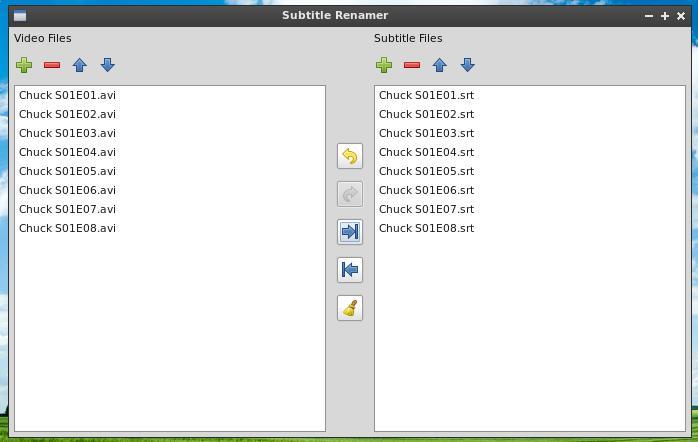 Subtitle Renamer
Video Files
Chuck S01E01.avi
Chuck S01E02.avi
Chuck S01E03.avi
Chuck S01E04.avi
Chuck S01E05.avi
Chuck S01E06.avi
Chuck S01E07.avi
Chuck S01E08.avi
Subtitle Files
Chuck S01E01.srt
Chuck S01E02.srt
Chuck S01E03.srt
Chuck S01E04.srt
Chuck S01E05.srt
Chuck S01E06.srt
Chuck S01E07.srt
Chuck S01E08.srt